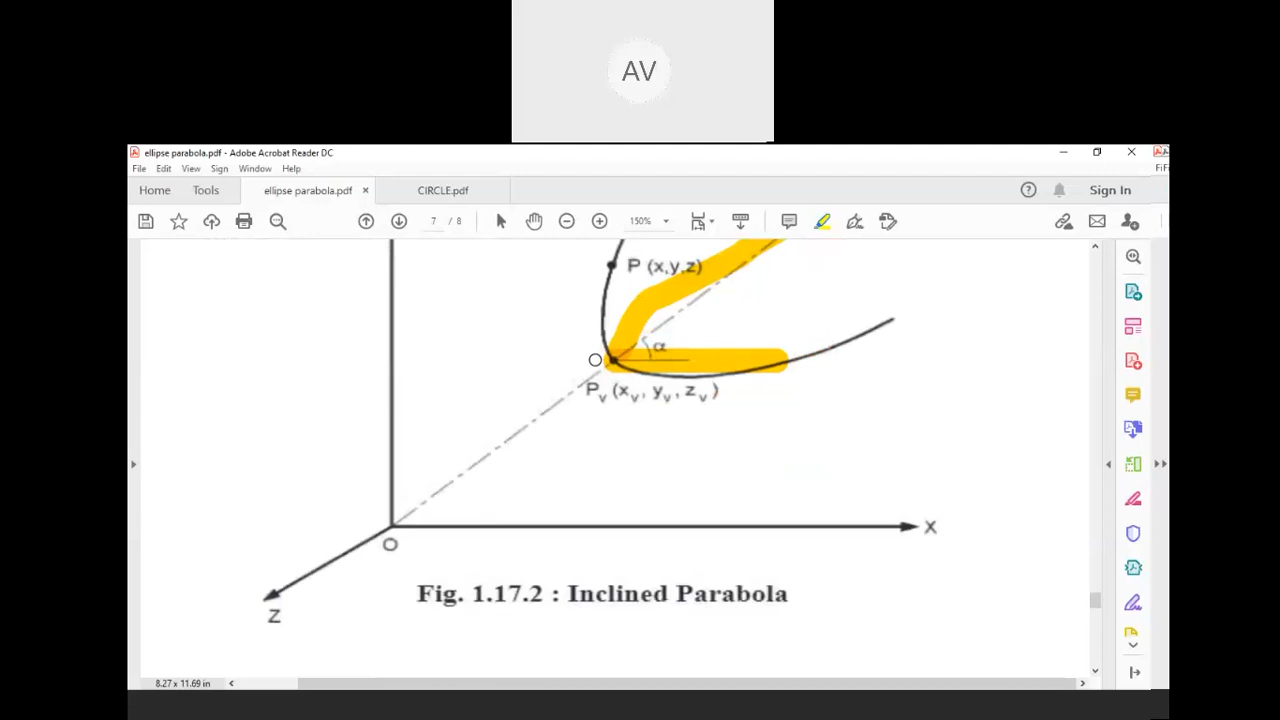 AV
ellipse parabola.pdf - Adobe Acrobat Reader DC
File Edit View Sign Window Help
FiFi
Home Tools ellipse parabola.pdf × CIRCLE.pdf Sign In
7 / 8 150%
P (x,y,z)
α
O
Pv (xv, yv, zv)
O
X
Z
Fig. 1.17.2 : Inclined Parabola
8.27 x 11.69 in